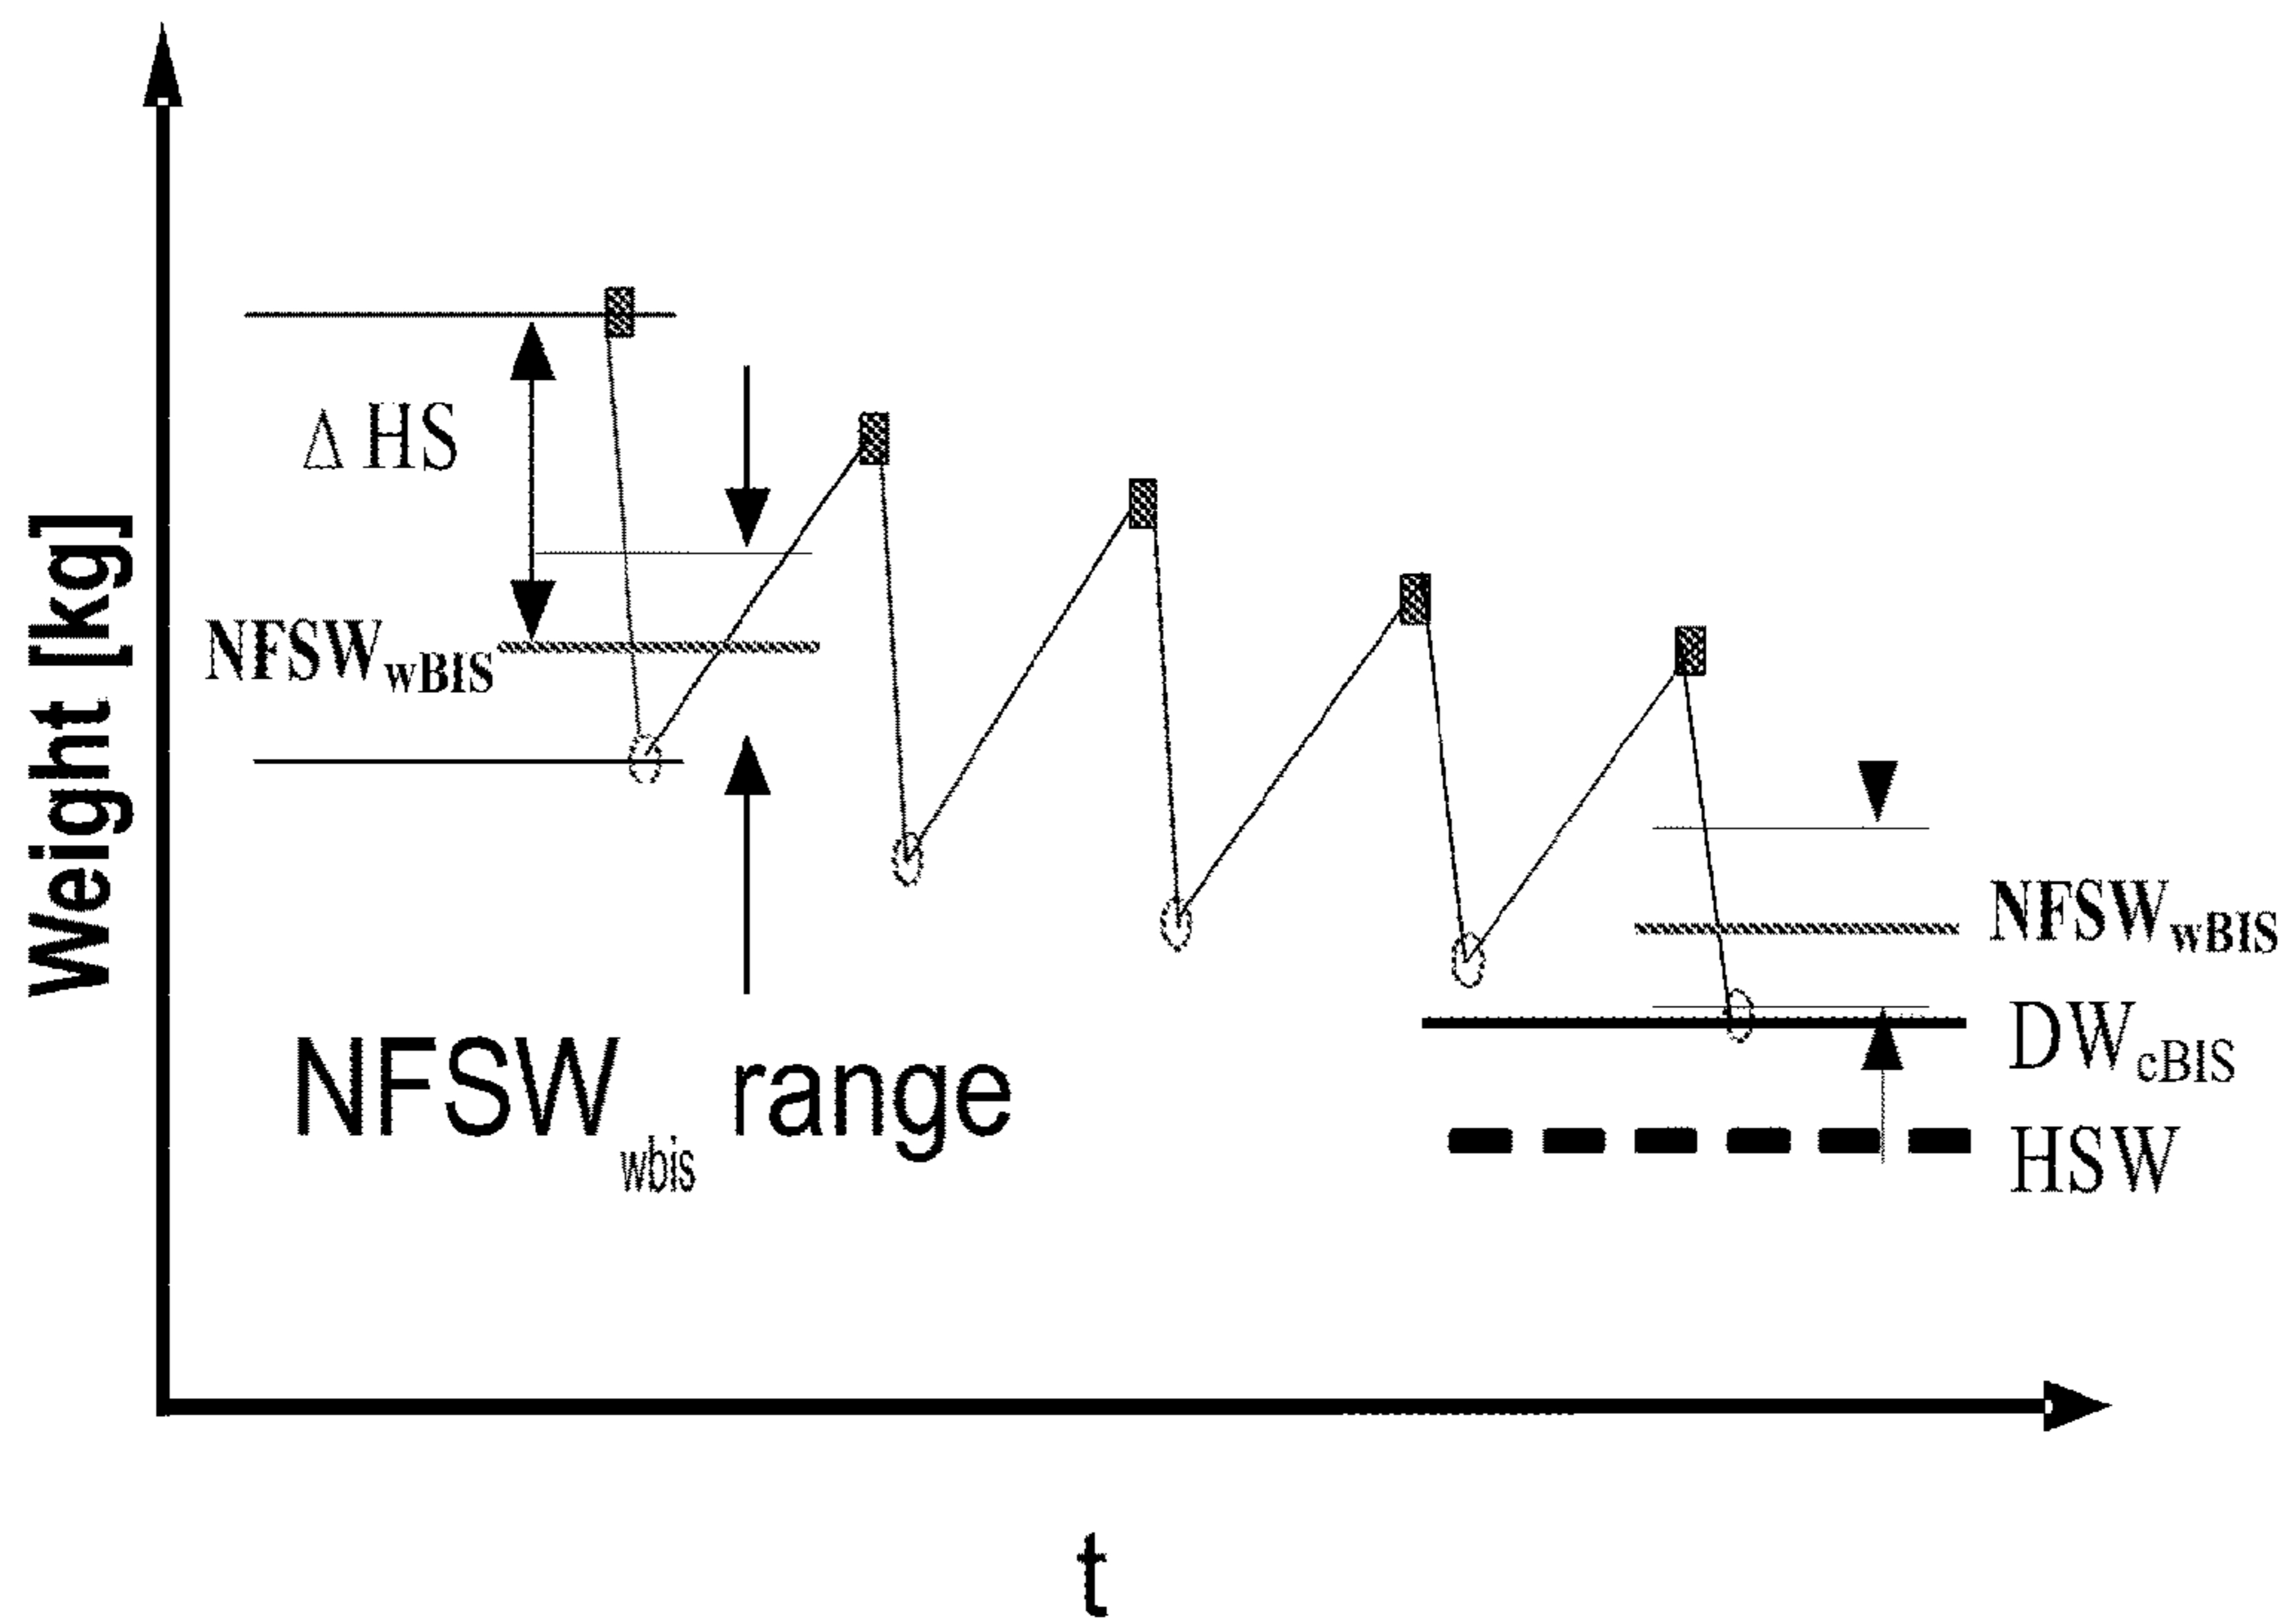 Weight [kg]
Δ HS
NFSWwBIS
NFSWwbis range
NFSWwBIS
DWcBIS
HSW
t